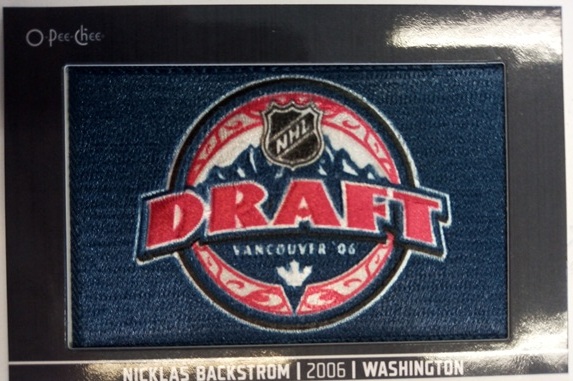 O-Pee-Chee
NHL
DRAFT
VANCOUVER '06
NICKLAS BACKSTROM | 2006 | WASHINGTON